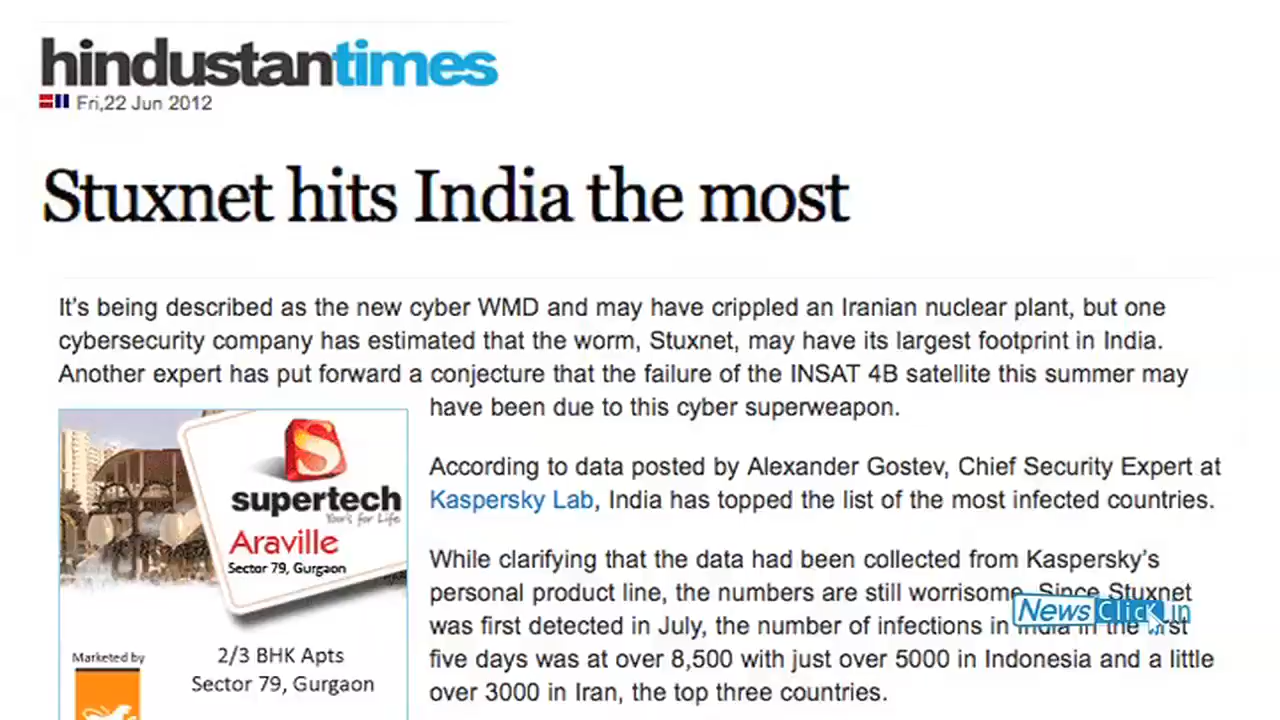 hindustantimes
Fri,22 Jun 2012
Stuxnet hits India the most
It's being described as the new cyber WMD and may have crippled an Iranian nuclear plant, but one
cybersecurity company has estimated that the worm, Stuxnet, may have its largest footprint in India.
Another expert has put forward a conjecture that the failure of the INSAT 4B satellite this summer may
have been due to this cyber superweapon.
According to data posted by Alexander Gostev, Chief Security Expert at
Kaspersky Lab, India has topped the list of the most infected countries.
While clarifying that the data had been collected from Kaspersky's
personal product line, the numbers are still worrisome. Since Stuxnet
was first detected in July, the number of infections in India in the first
five days was at over 8,500 with just over 5000 in Indonesia and a little
over 3000 in Iran, the top three countries.
S
supertech
Yours for Life
Araville
Sector 79, Gurgaon
2/3 BHK Apts
Sector 79, Gurgaon
Marketed by
NewsClick.in